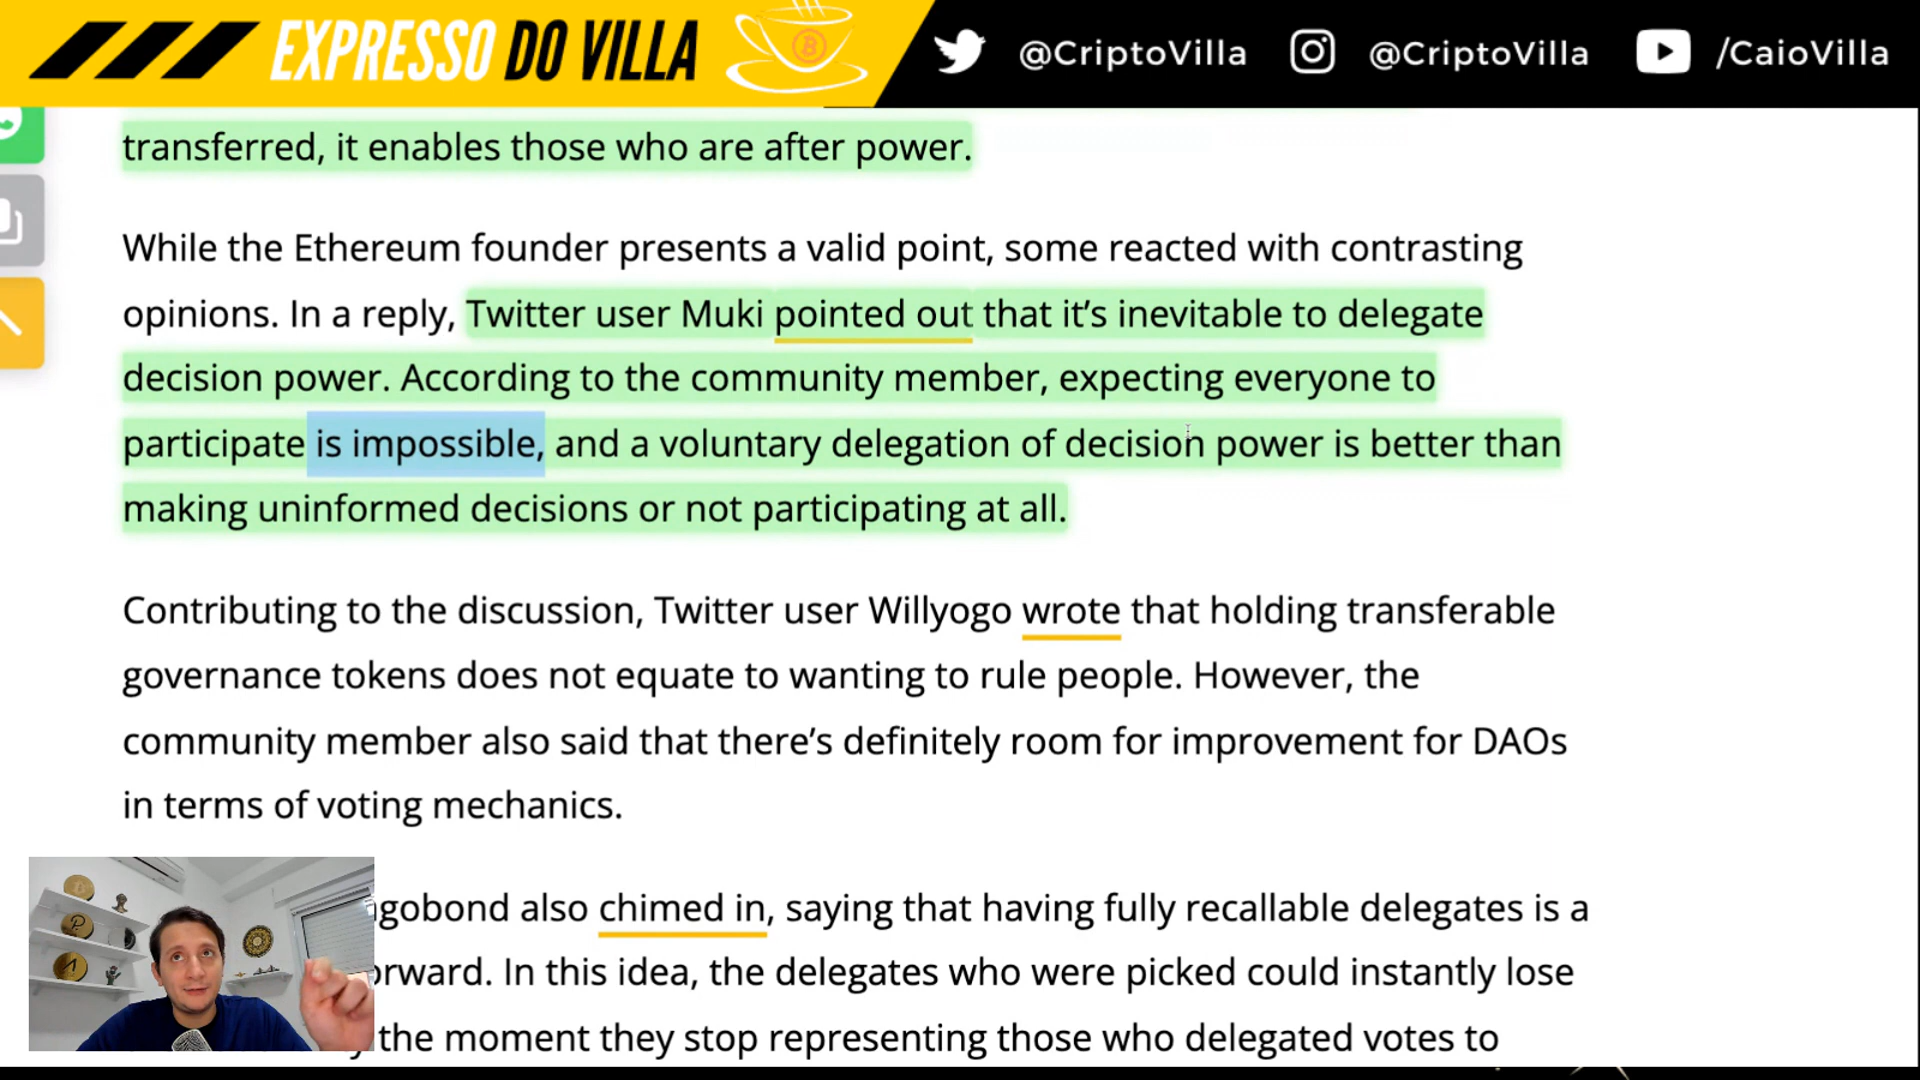 EXPRESSO DO VILLA
@CriptoVilla
@CriptoVilla
/CaioVilla
transferred, it enables those who are after power.
While the Ethereum founder presents a valid point, some reacted with contrasting
opinions. In a reply, Twitter user Muki pointed out that it’s inevitable to delegate
decision power. According to the community member, expecting everyone to
participate is impossible, and a voluntary delegation of decision power is better than
making uninformed decisions or not participating at all.
Contributing to the discussion, Twitter user Willyogo wrote that holding transferable
governance tokens does not equate to wanting to rule people. However, the
community member also said that there’s definitely room for improvement for DAOs
in terms of voting mechanics.
also chimed in, saying that having fully recallable delegates is a
In this idea, the delegates who were picked could instantly lose
the moment they stop representing those who delegated votes to